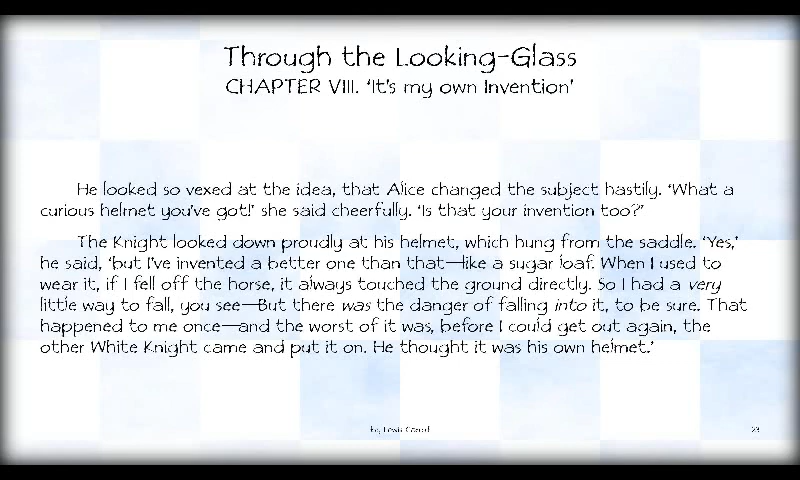 Through the Looking-Glass
CHAPTER VIII. ‘It’s my own Invention’
He looked so vexed at the idea, that Alice changed the subject hastily. ‘What a
curious helmet you’ve got!’ she said cheerfully. ‘Is that your invention too?’
The Knight looked down proudly at his helmet, which hung from the saddle. ‘Yes,’
he said, ‘but I’ve invented a better one than that—like a sugar loaf. When I used to
wear it, if I fell off the horse, it always touched the ground directly. So I had a very
little way to fall, you see—But there was the danger of falling into it, to be sure. That
happened to me once—and the worst of it was, before I could get out again, the
other White Knight came and put it on. He thought it was his own helmet.’
by Lewis Carroll
23